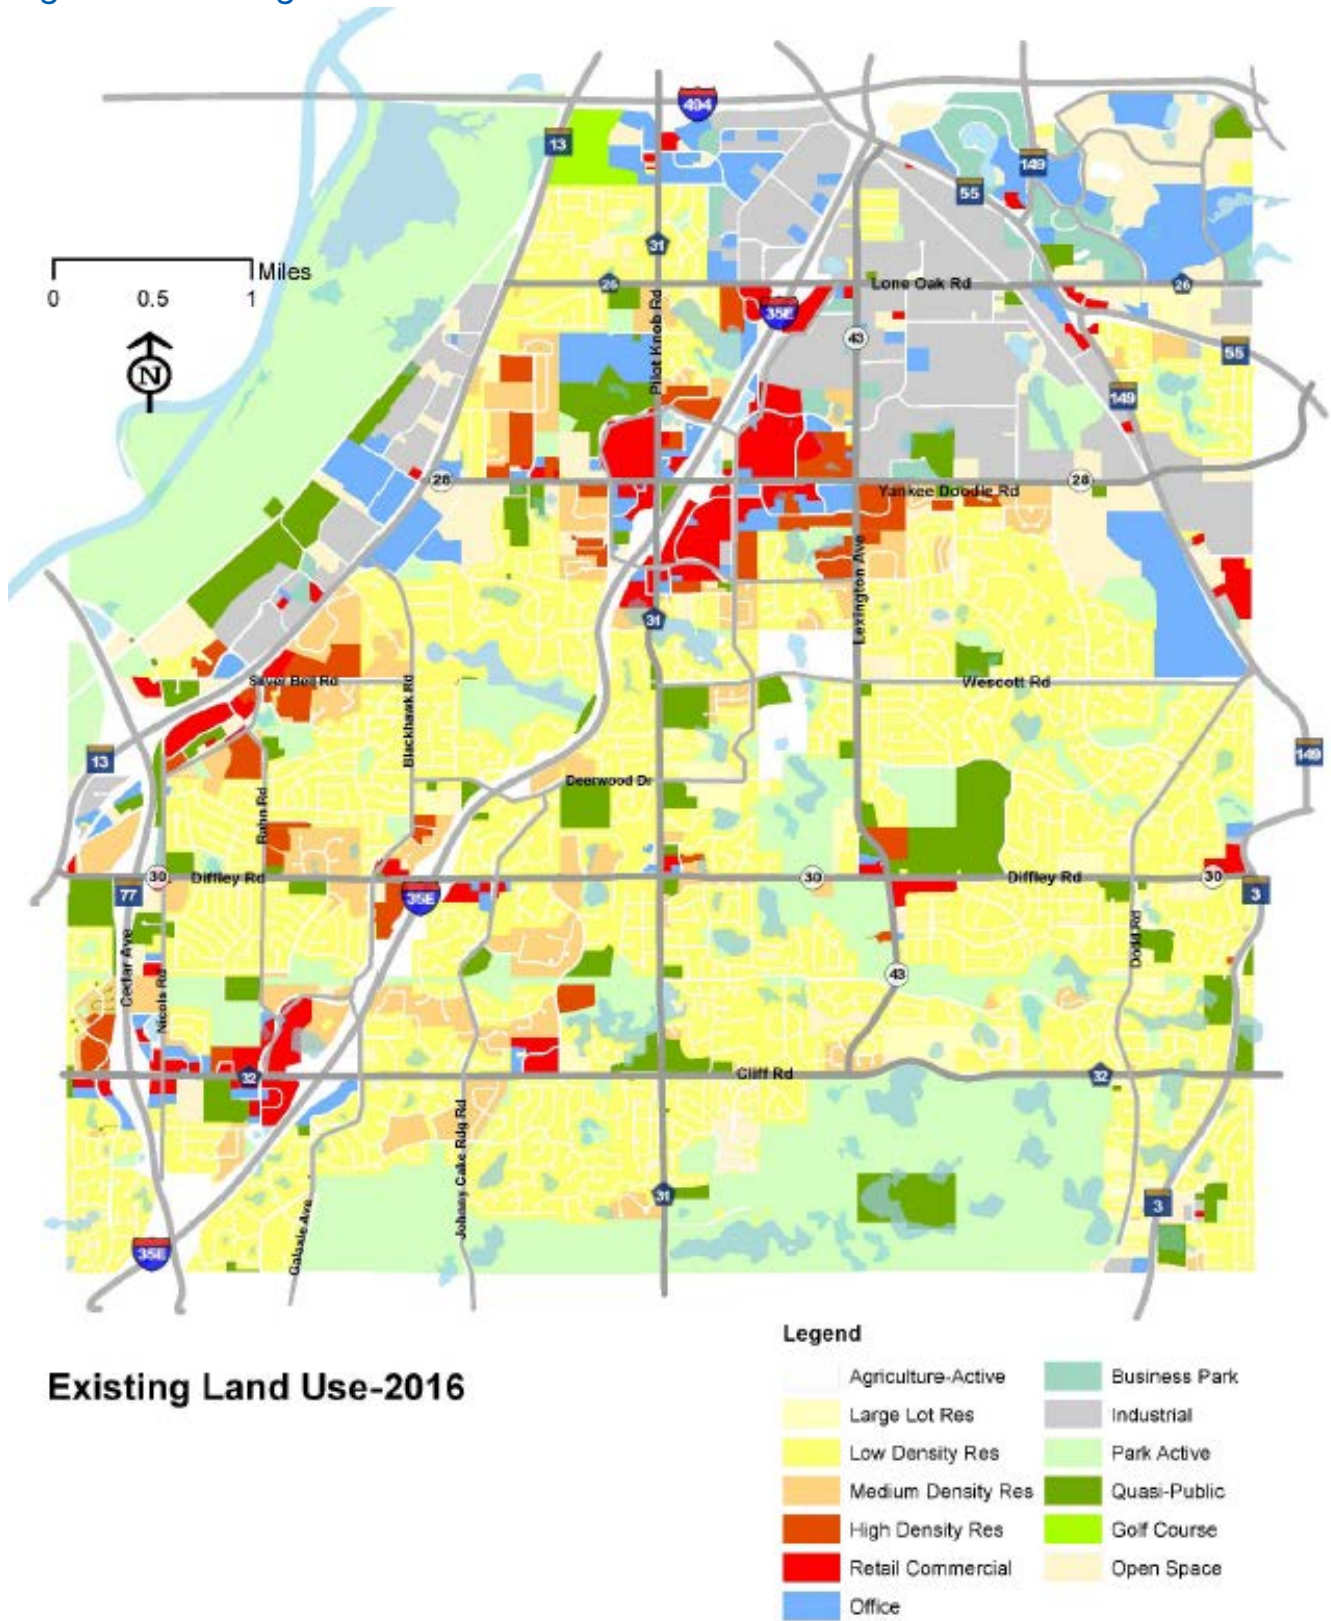 494
13
149
55
31
Miles
0 0.5 1
26
Lone Oak Rd
26
35E
Pilot Knob Rd
43
N
55
149
28
Yankee Doodle Rd
28
Lexington Ave
31
Silver Bell Rd
Wescott Rd
Blackhawk Rd
13
149
Deerwood Dr
Rahn Rd
30
Diffley Rd
30
Diffley Rd
30
77
35E
3
Cedar Ave
Nicols Rd
Dodd Rd
43
32
Cliff Rd
32
Johnny Cake Rdg Rd
31
3
Galaxie Ave
35E
Legend
Existing Land Use-2016
Agriculture-Active
Large Lot Res
Low Density Res
Medium Density Res
High Density Res
Retail Commercial
Office
Business Park
Industrial
Park Active
Quasi-Public
Golf Course
Open Space